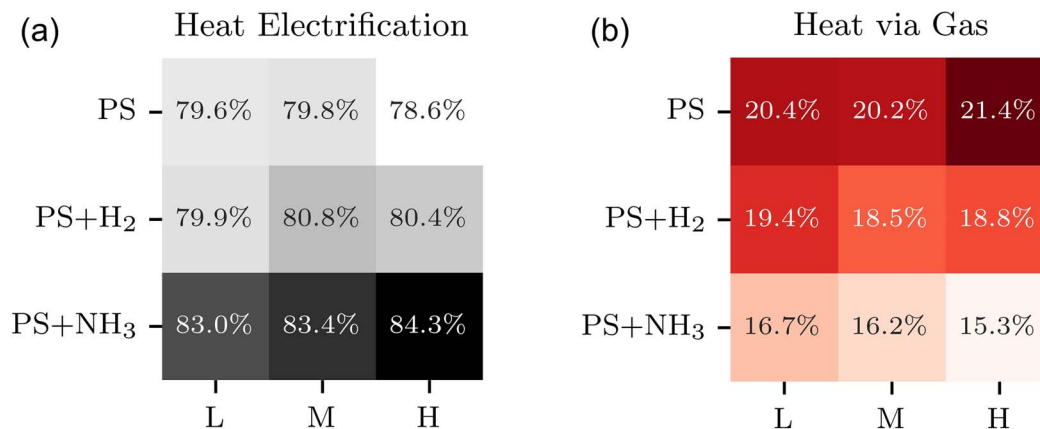 (a) Heat Electrification
PS 79.6% 79.8% 78.6%
PS+H₂ 79.9% 80.8% 80.4%
PS+NH₃ 83.0% 83.4% 84.3%
L M H
(b) Heat via Gas
PS 20.4% 20.2% 21.4%
PS+H₂ 19.4% 18.5% 18.8%
PS+NH₃ 16.7% 16.2% 15.3%
L M H